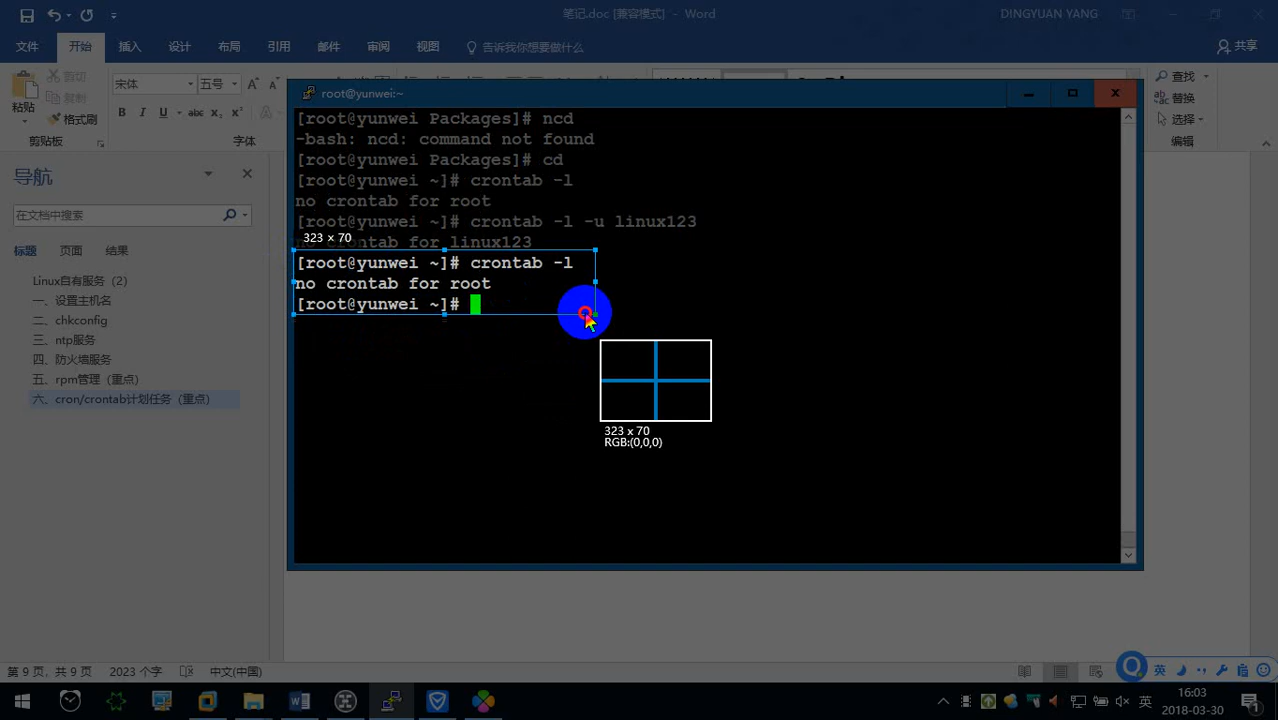 笔记.doc [兼容模式] - Word
DINGYUAN YANG
文件 开始 插入 设计 布局 引用 邮件 审阅 视图 告诉我你想要做什么 共享
粘贴
剪切
复制
格式刷
剪贴板
宋体 五号
B I U abc x₂ x²
字体
查找
替换
选择
编辑
导航
在文档中搜索
标题 页面 结果
Linux自有服务（2）
一、设置主机名
二、chkconfig
三、ntp服务
四、防火墙服务
五、rpm管理（重点）
六、cron/crontab计划任务（重点）
root@yunwei:~
[root@yunwei Packages]# ncd
-bash: ncd: command not found
[root@yunwei Packages]# cd
[root@yunwei ~]# crontab -l
no crontab for root
[root@yunwei ~]# crontab -l -u linux123
no crontab for linux123
323 × 70
[root@yunwei ~]# crontab -l
no crontab for root
[root@yunwei ~]#
323 x 70
RGB:(0,0,0)
第 9 页，共 9 页 2023 个字 中文(中国)
英
英
16:03
2018-03-30
1